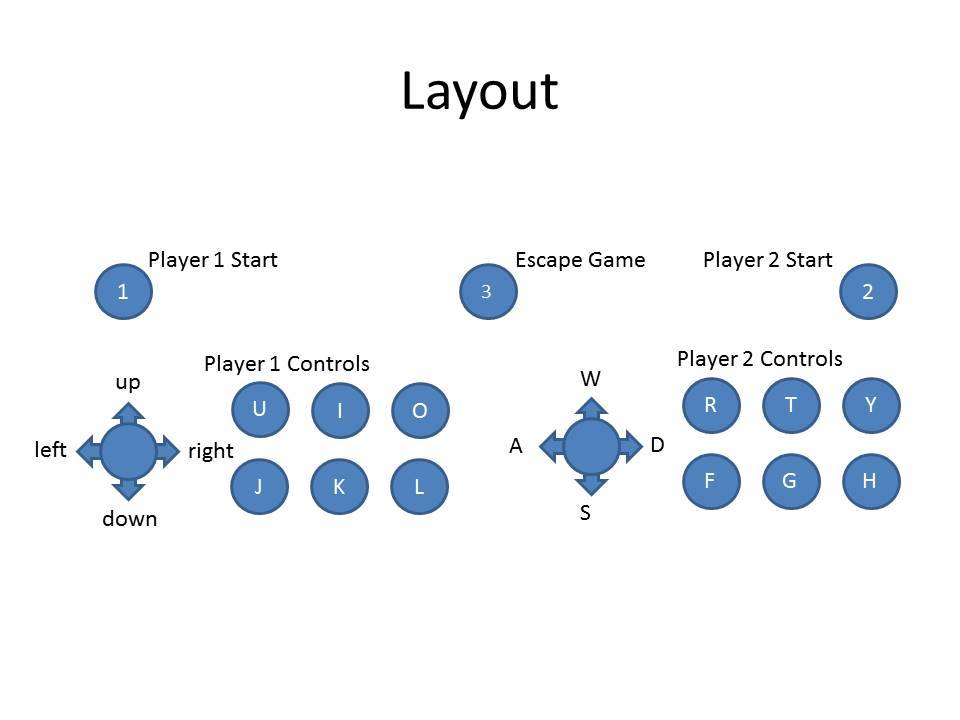 Layout
Player 1 Start
Escape Game
Player 2 Start
1
3
2
Player 1 Controls
Player 2 Controls
up
left
right
down
U I O
J K L
W
A
D
S
R T Y
F G H